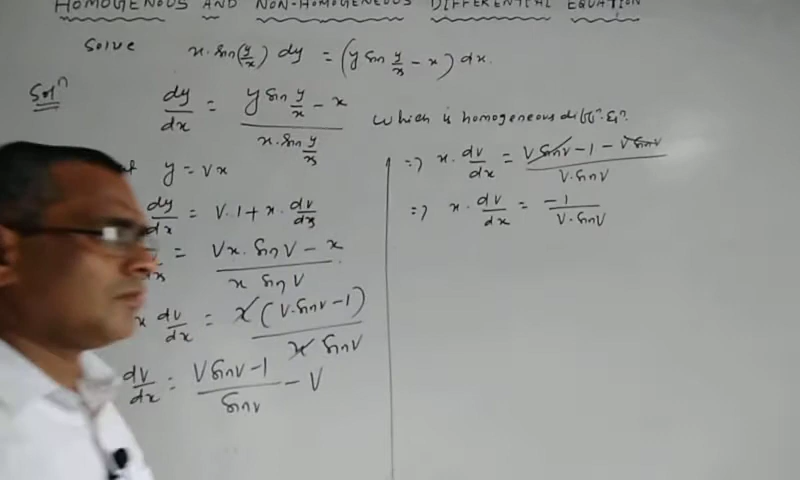 HOMOGENOUS AND NON-HOMOGENEOUS DIFFERENTIAL EQUATION
Solve x·sin(y/x) dy = (y sin y/x - x) dx.
Solⁿ
dy/dx = (y sin y/x - x)/(x·sin y/x) which is homogeneous diffⁿ. Eqⁿ.
y = vx
dy/dx = v·1 + x·dv/dx
= (vx·sin v - x)/(x sin v)
x dv/dx = x(v·sin v - 1)/(x sin v)
dv/dx = (v sin v - 1)/(sin v) - v
=> x·dv/dx = (v sin v - 1 - v sin v)/(v·sin v)
=> x·dv/dx = -1/(v·sin v)